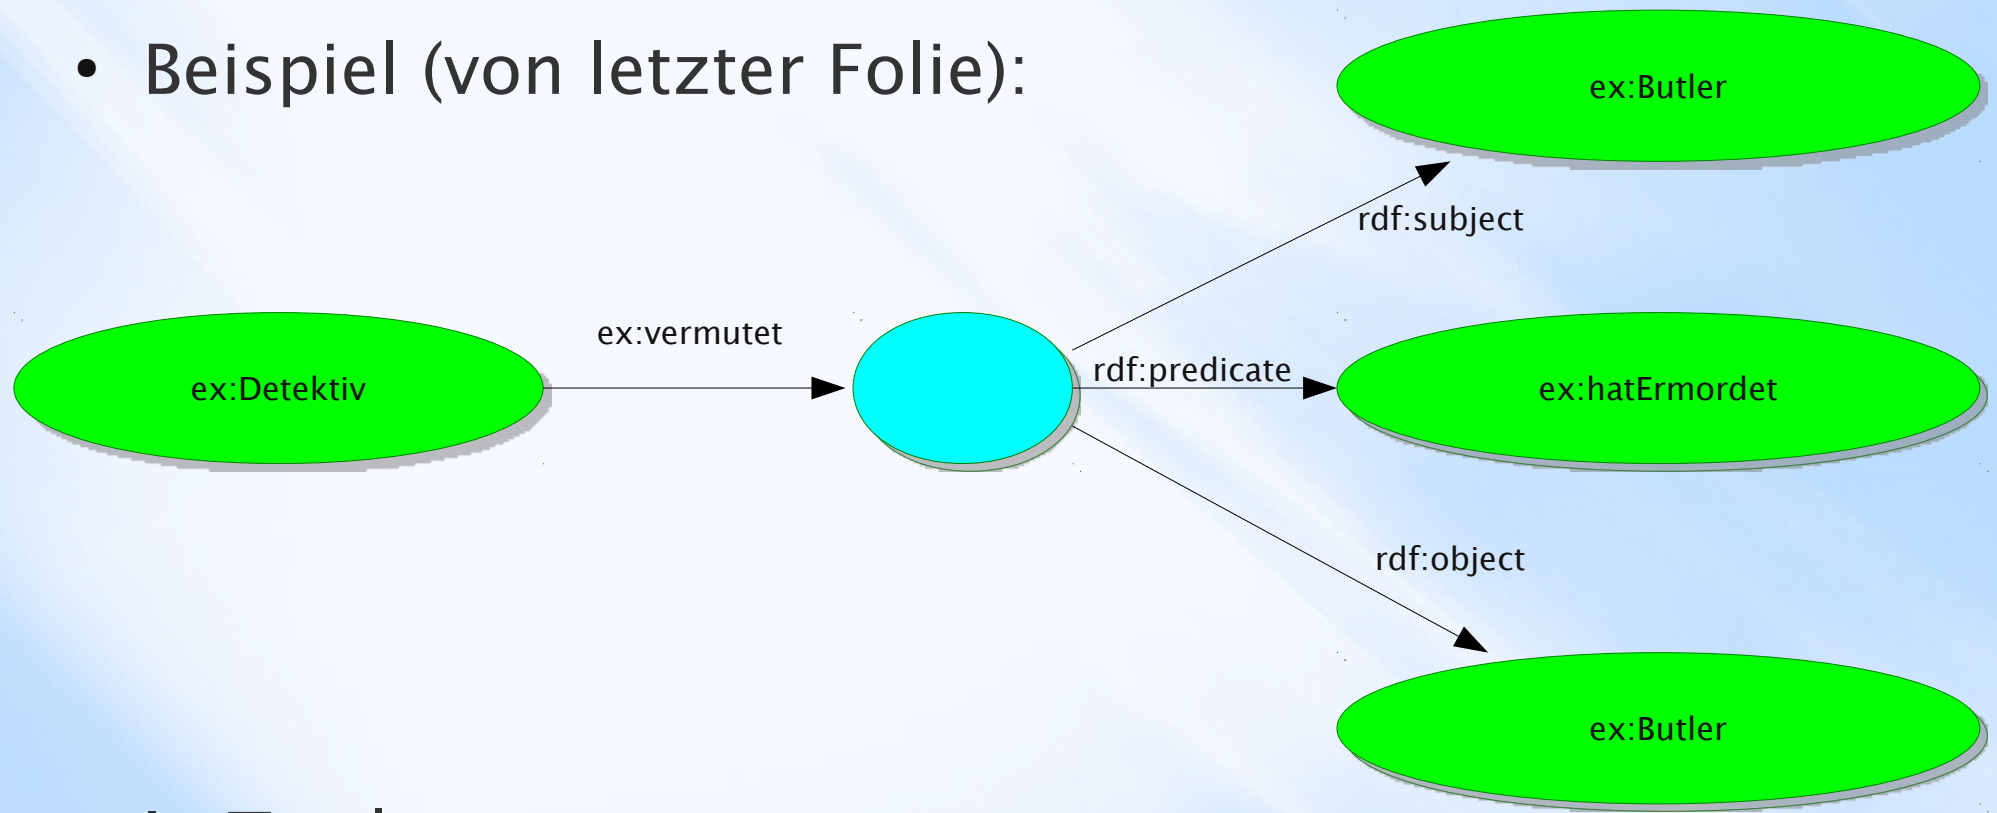 • Beispiel (von letzter Folie):
ex:Butler
rdf:subject
ex:vermutet
rdf:predicate
ex:Detektiv
ex:hatErmordet
rdf:object
ex:Butler